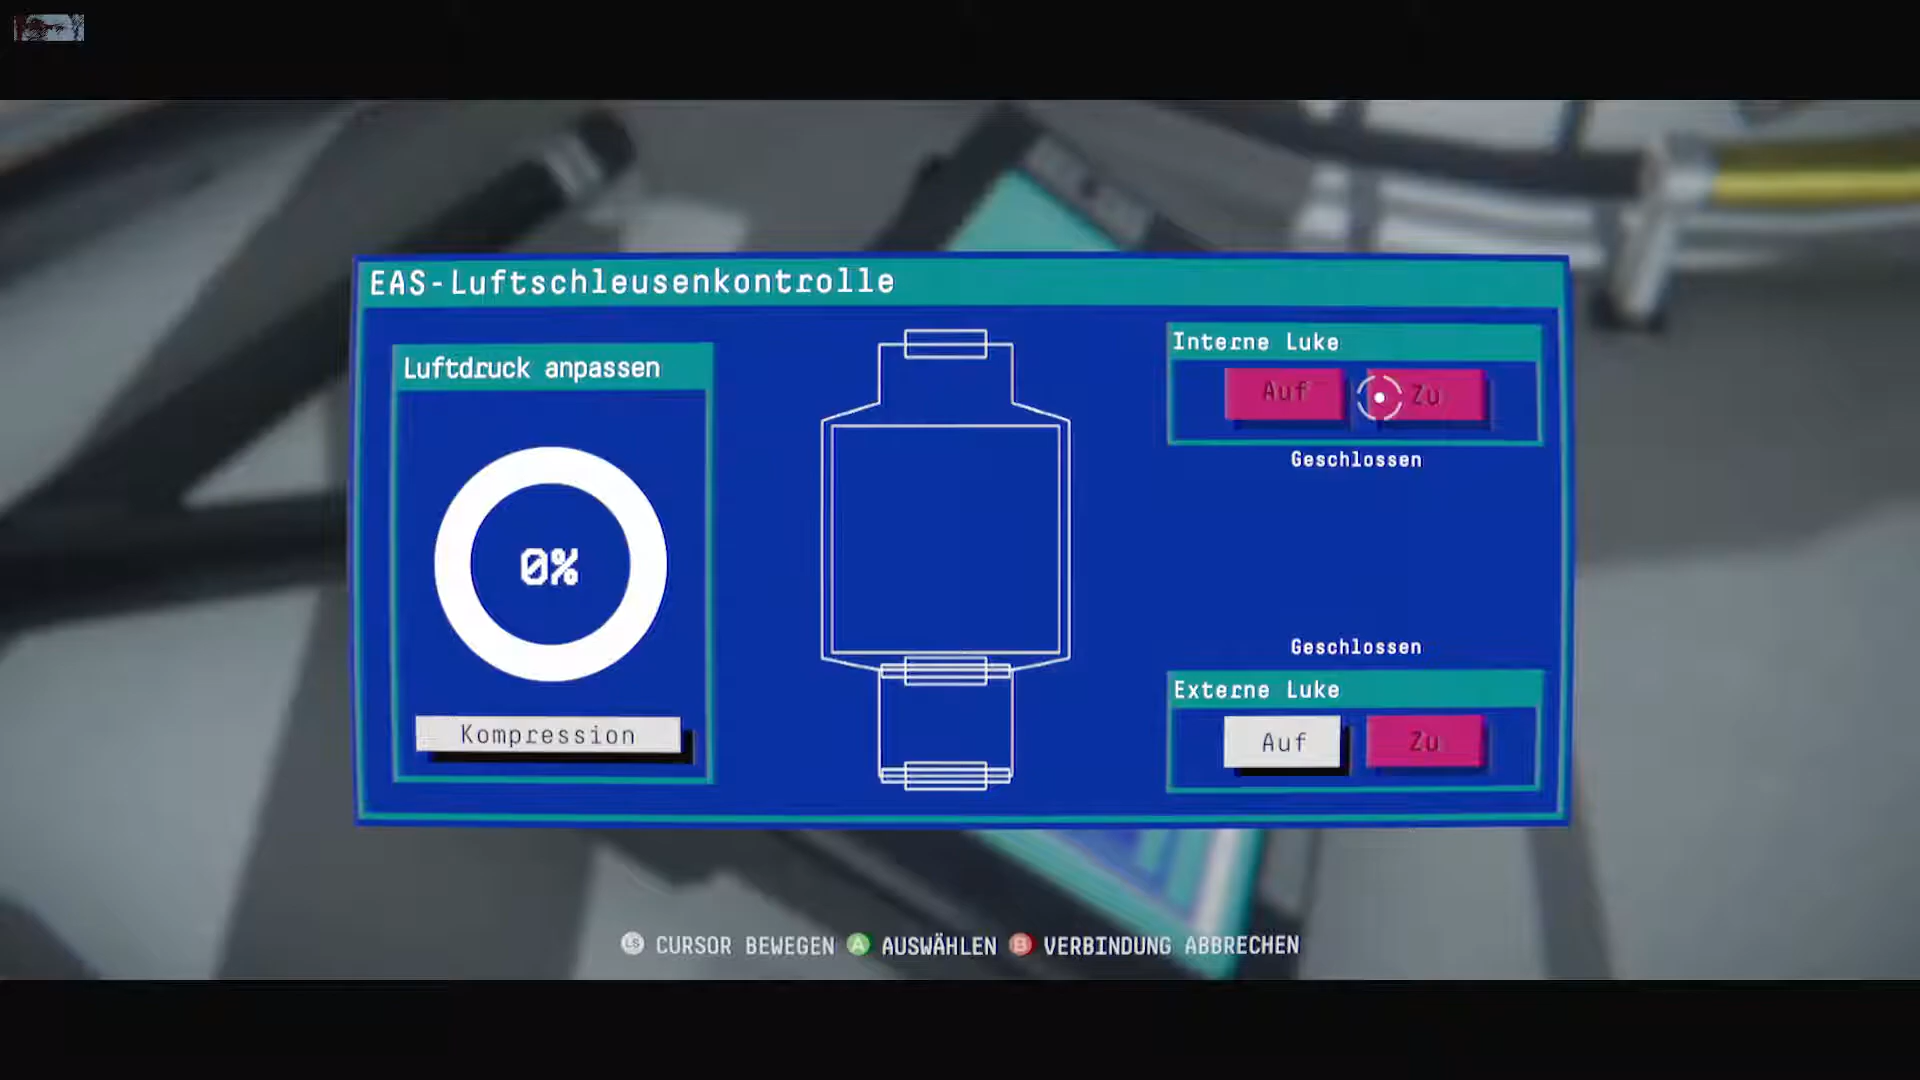 EAS-Luftschleusenkontrolle
Luftdruck anpassen
0%
Kompression
Interne Luke
Auf
Zu
Geschlossen
Geschlossen
Externe Luke
Auf
Zu
LS CURSOR BEWEGEN A AUSWÄHLEN B VERBINDUNG ABBRECHEN